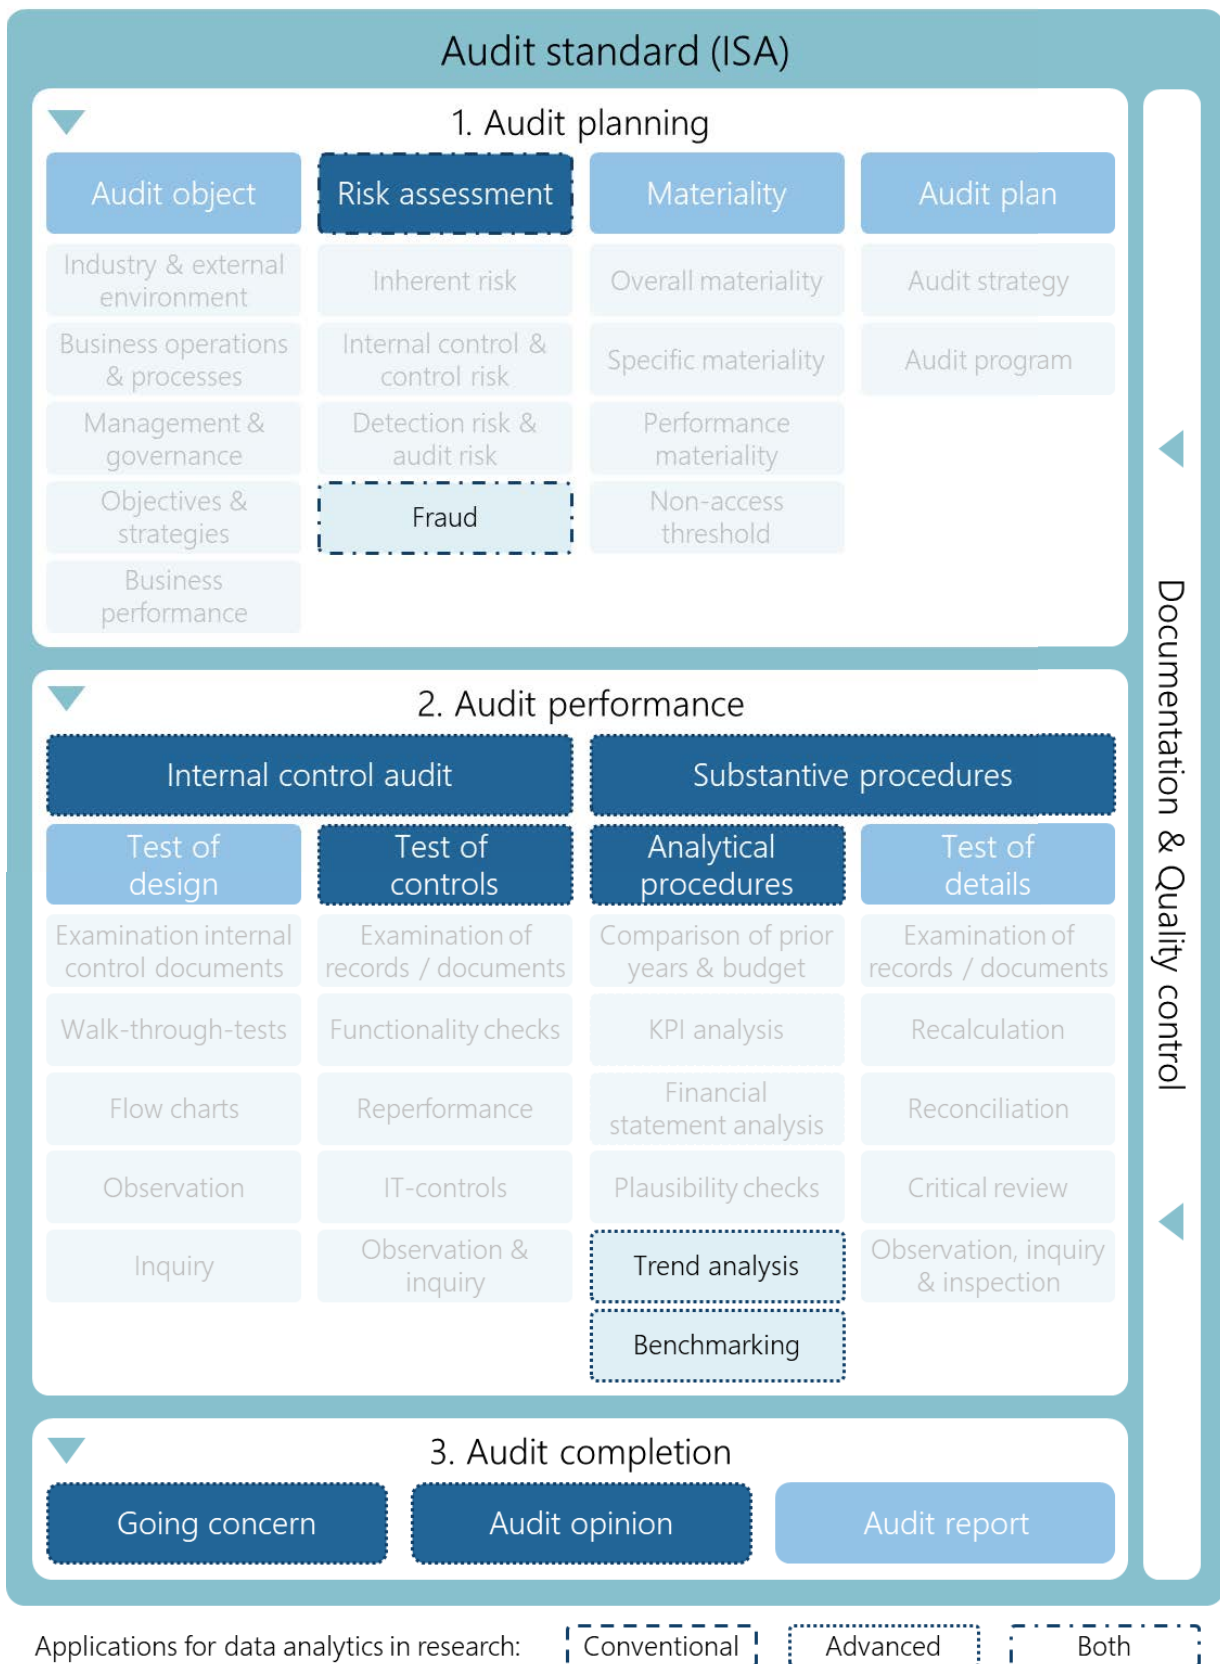 Audit standard (ISA)
1. Audit planning
Audit object
Risk assessment
Materiality
Audit plan
Industry & external
environment
Inherent risk
Overall materiality
Audit strategy
Business operations
& processes
Internal control &
control risk
Specific materiality
Audit program
Management &
governance
Detection risk &
audit risk
Performance
materiality
Objectives &
strategies
Fraud
Non-access
threshold
Business
performance
2. Audit performance
Internal control audit
Substantive procedures
Test of
design
Test of
controls
Analytical
procedures
Test of
details
Examination internal
control documents
Examination of
records / documents
Comparison of prior
years & budget
Examination of
records / documents
Walk-through-tests
Functionality checks
KPI analysis
Recalculation
Flow charts
Reperformance
Financial
statement analysis
Reconciliation
Observation
IT-controls
Plausibility checks
Critical review
Inquiry
Observation &
inquiry
Trend analysis
Observation, inquiry
& inspection
Benchmarking
3. Audit completion
Going concern
Audit opinion
Audit report
Documentation & Quality control
Applications for data analytics in research:
Conventional
Advanced
Both